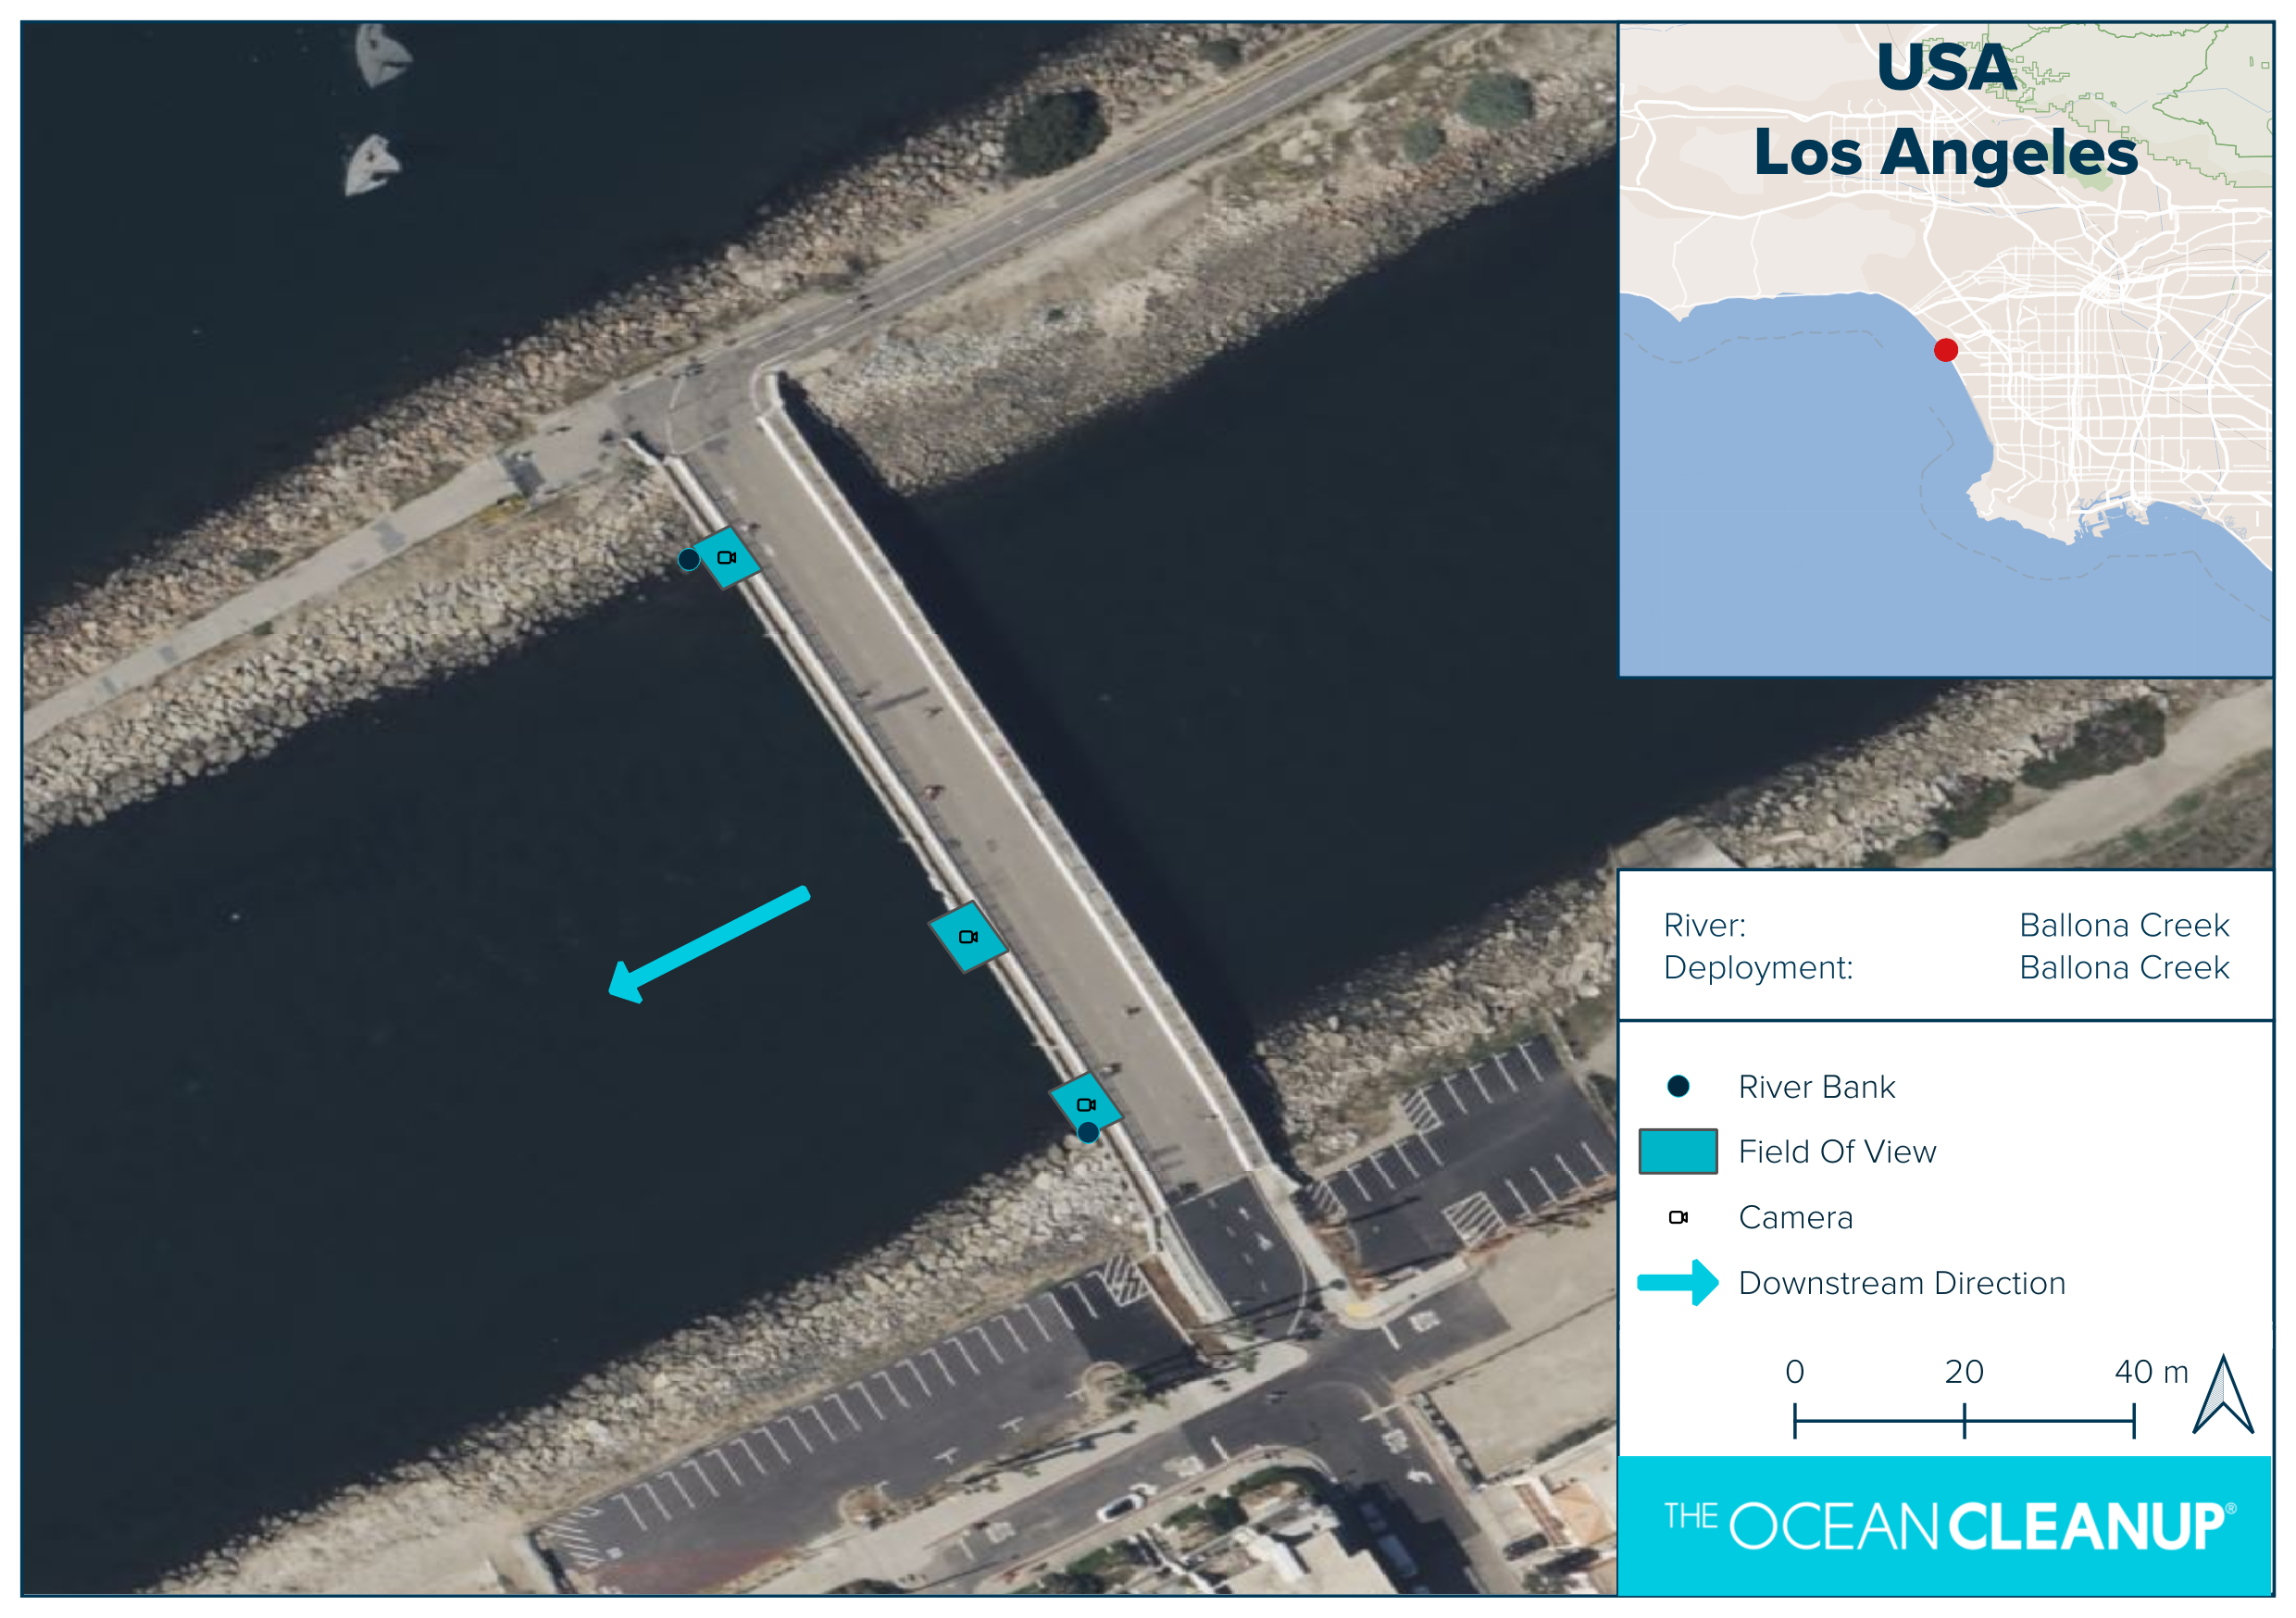 USA
Los Angeles
River: Ballona Creek
Deployment: Ballona Creek
River Bank
Field Of View
Camera
Downstream Direction
0 20 40 m
THE OCEAN CLEANUP®